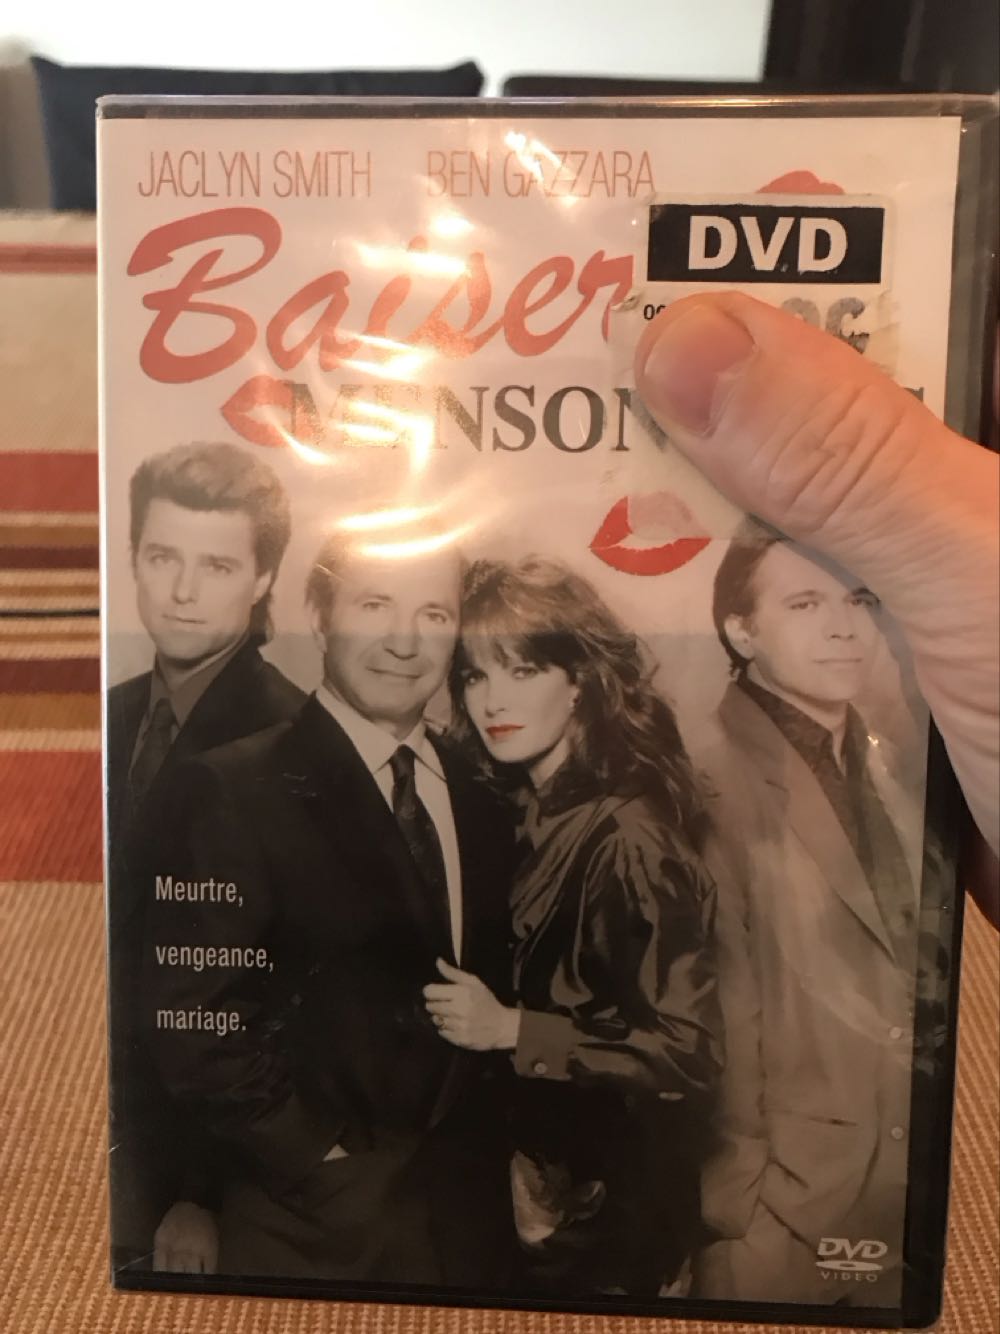 JACLYN SMITH BEN GAZZARA
DVD
Baiser
Meurtre,
vengeance,
mariage.
DVD
VIDEO